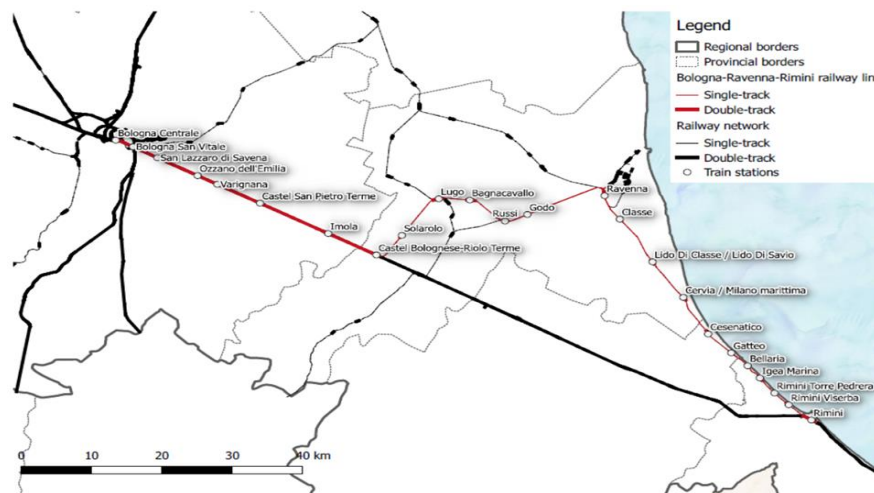 Legend
Regional borders
Provincial borders
Bologna-Ravenna-Rimini railway lin
Single-track
Double-track
Railway network
Single-track
Double-track
Train stations
Bologna Centrale
Bologna San Vitale
San Lazzaro di Savena
Ozzano dell'Emilia
Varignana
Castel San Pietro Terme
Imola
Castel Bolognese-Riolo Terme
Solarolo
Lugo
Bagnacavallo
Russi
Godo
Ravenna
Classe
Lido Di Classe / Lido Di Savio
Cervia / Milano marittima
Cesenatico
Gatteo
Bellaria
Igea Marina
Rimini Torre Pedrera
Rimini Viserba
Rimini
0 10 20 30 40 km